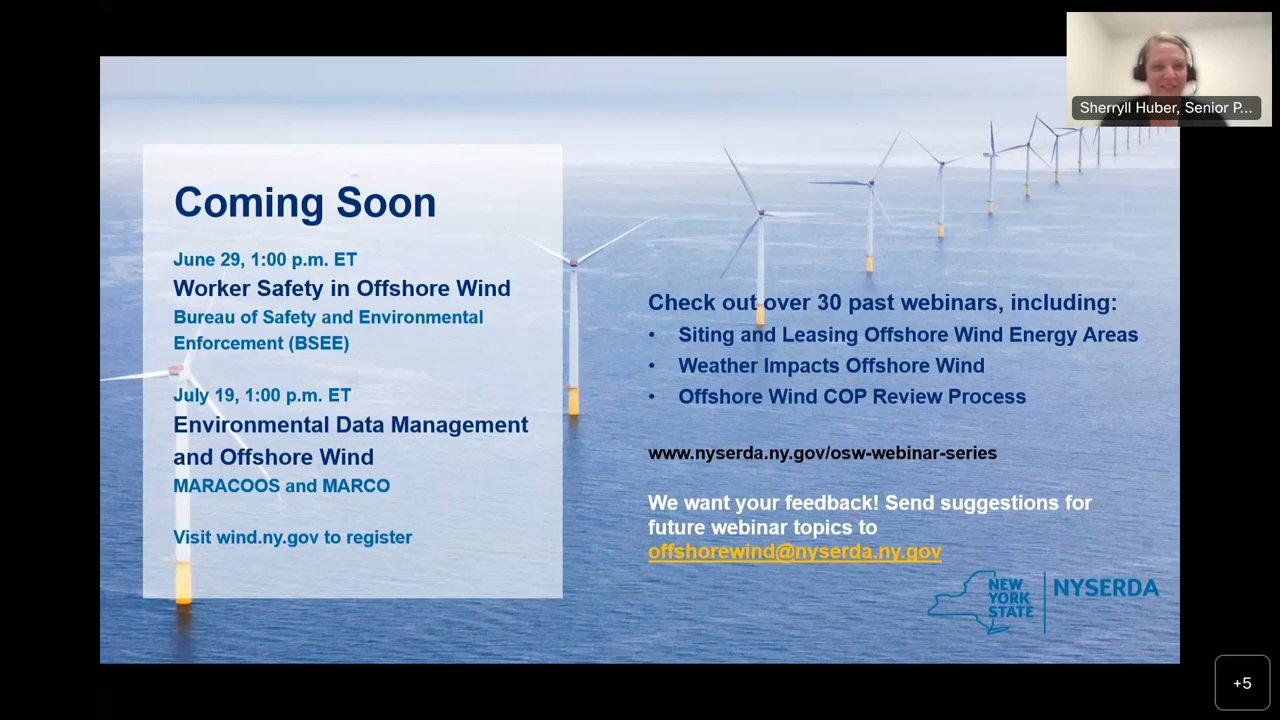 Sherryll Huber, Senior P...
Coming Soon
June 29, 1:00 p.m. ET
Worker Safety in Offshore Wind
Bureau of Safety and Environmental
Enforcement (BSEE)
July 19, 1:00 p.m. ET
Environmental Data Management
and Offshore Wind
MARACOOS and MARCO
Visit wind.ny.gov to register
Check out over 30 past webinars, including:
• Siting and Leasing Offshore Wind Energy Areas
• Weather Impacts Offshore Wind
• Offshore Wind COP Review Process
www.nyserda.ny.gov/osw-webinar-series
We want your feedback! Send suggestions for
future webinar topics to
offshorewind@nyserda.ny.gov
NEW
YORK
STATE
NYSERDA
+5